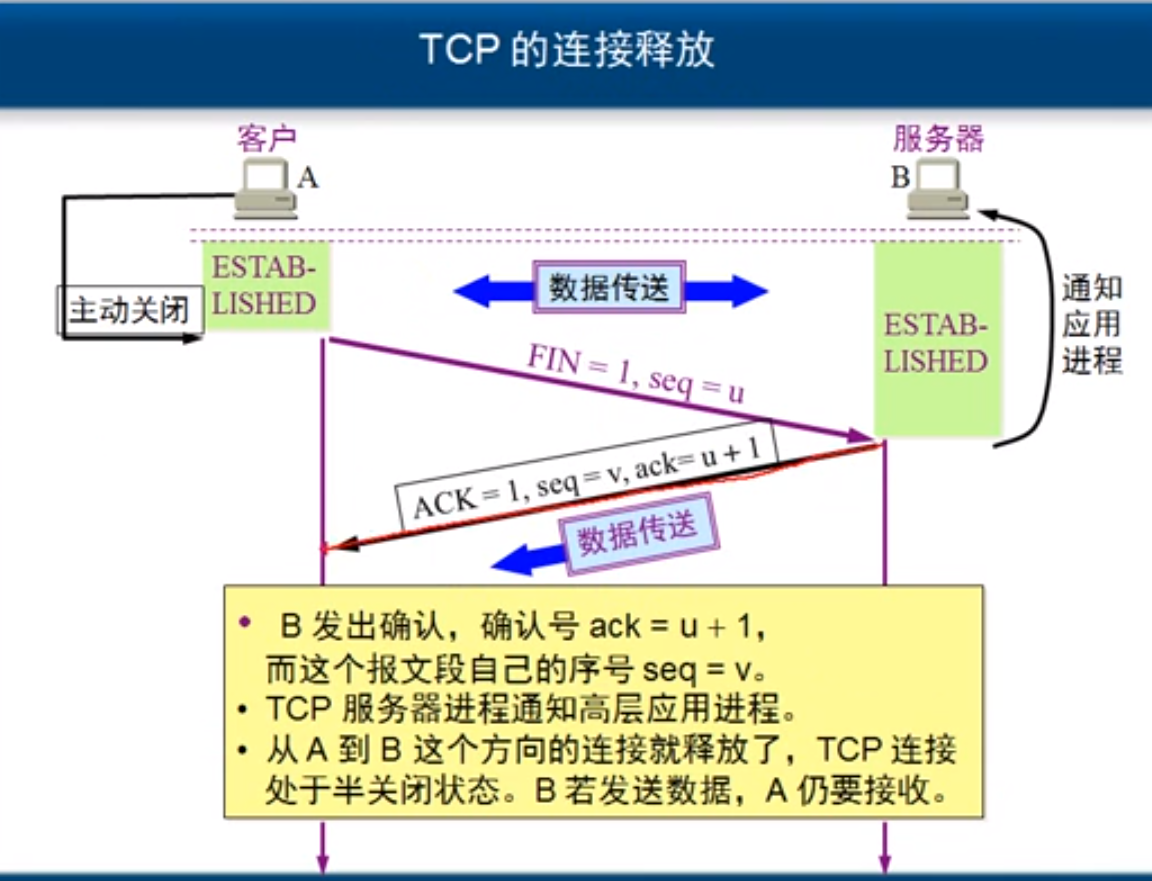 TCP 的连接释放
客户
服务器
A
B
ESTAB-
LISHED
数据传送
主动关闭
ESTAB-
LISHED
通知
应用
进程
FIN = 1, seq = u
ACK = 1, seq = v, ack= u + 1
数据传送
• B 发出确认，确认号 ack = u + 1，
而这个报文段自己的序号 seq = v。
• TCP 服务器进程通知高层应用进程。
• 从 A 到 B 这个方向的连接就释放了，TCP 连接
处于半关闭状态。B 若发送数据，A 仍要接收。